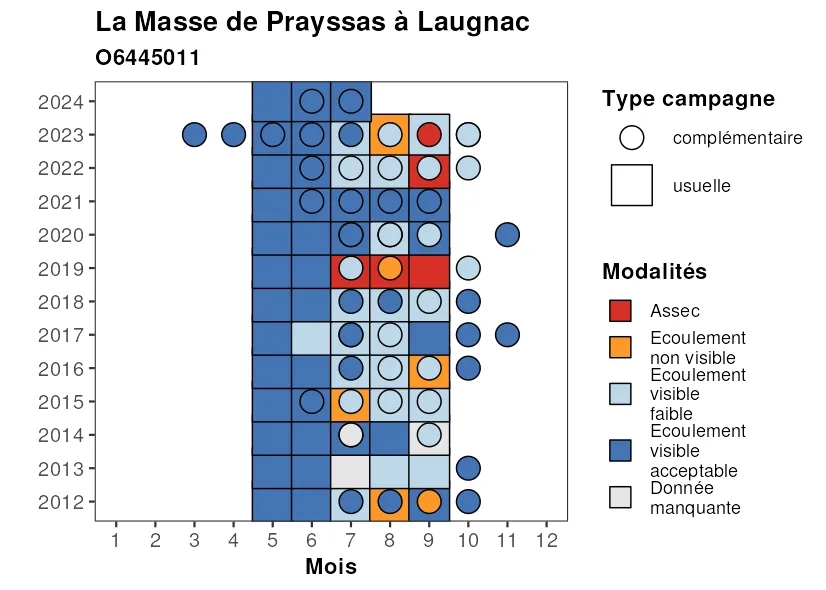 La Masse de Prayssas à Laugnac
O6445011
2024
2023
2022
2021
2020
2019
2018
2017
2016
2015
2014
2013
2012
1 2 3 4 5 6 7 8 9 10 11 12
Mois
Type campagne
complémentaire
usuelle
Modalités
Assec
Ecoulement
non visible
Ecoulement
visible
faible
Ecoulement
visible
acceptable
Donnée
manquante